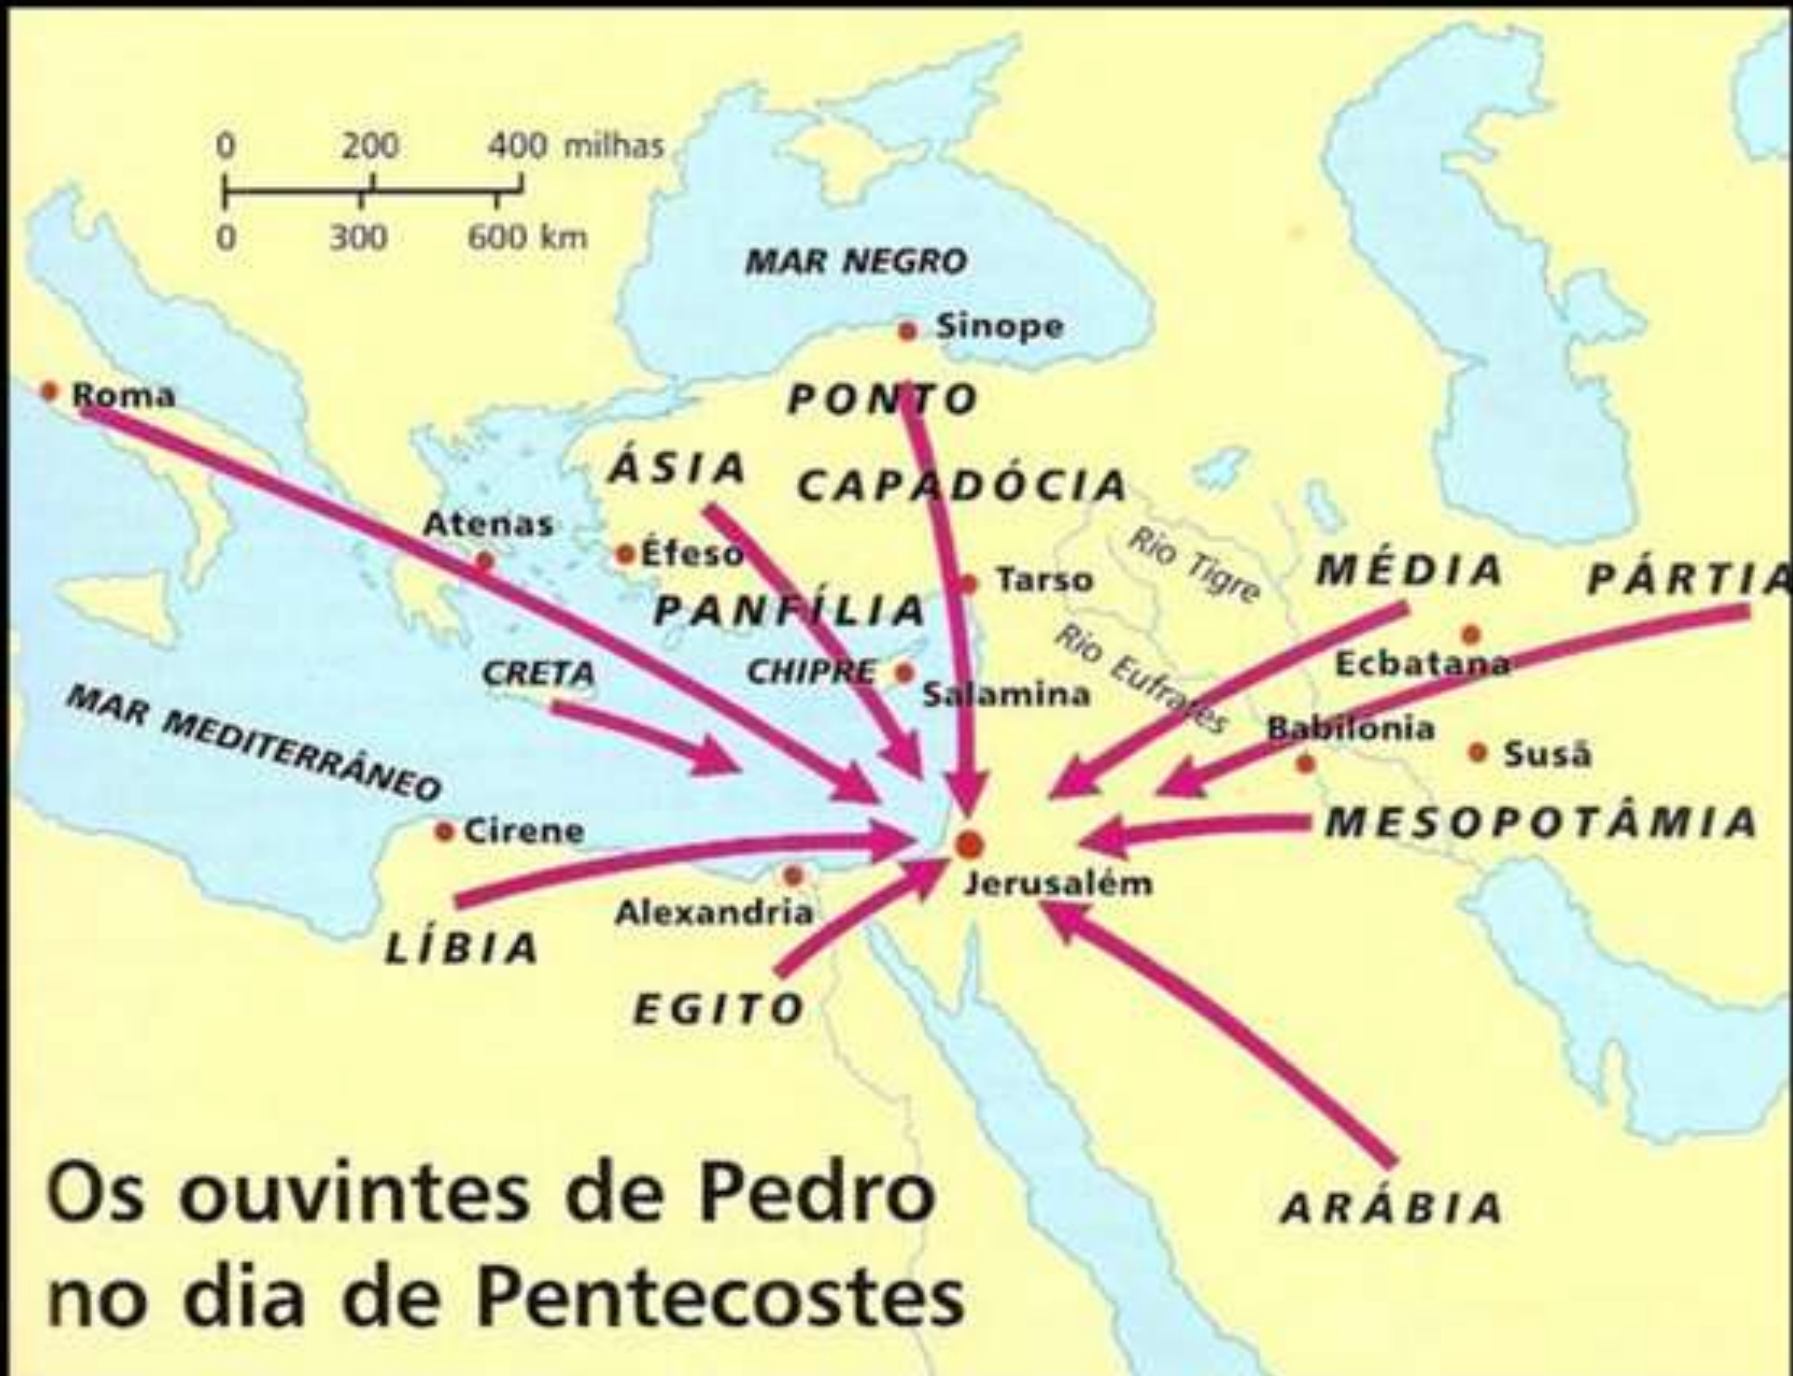 0 200 400 milhas
0 300 600 km
MAR NEGRO
Sinope
Roma
PONTO
ÁSIA
CAPADÓCIA
Atenas
Éfeso
Rio Tigre
MÉDIA
PÁRTIA
Tarso
PANFÍLIA
Rio Eufrates
Ecbatana
CRETA
CHIPRE
Salamina
MAR MEDITERRÂNEO
Babilônia
Susã
Cirene
MESOPOTÂMIA
Jerusalém
Alexandria
LÍBIA
EGITO
ARÁBIA
Os ouvintes de Pedro
no dia de Pentecostes